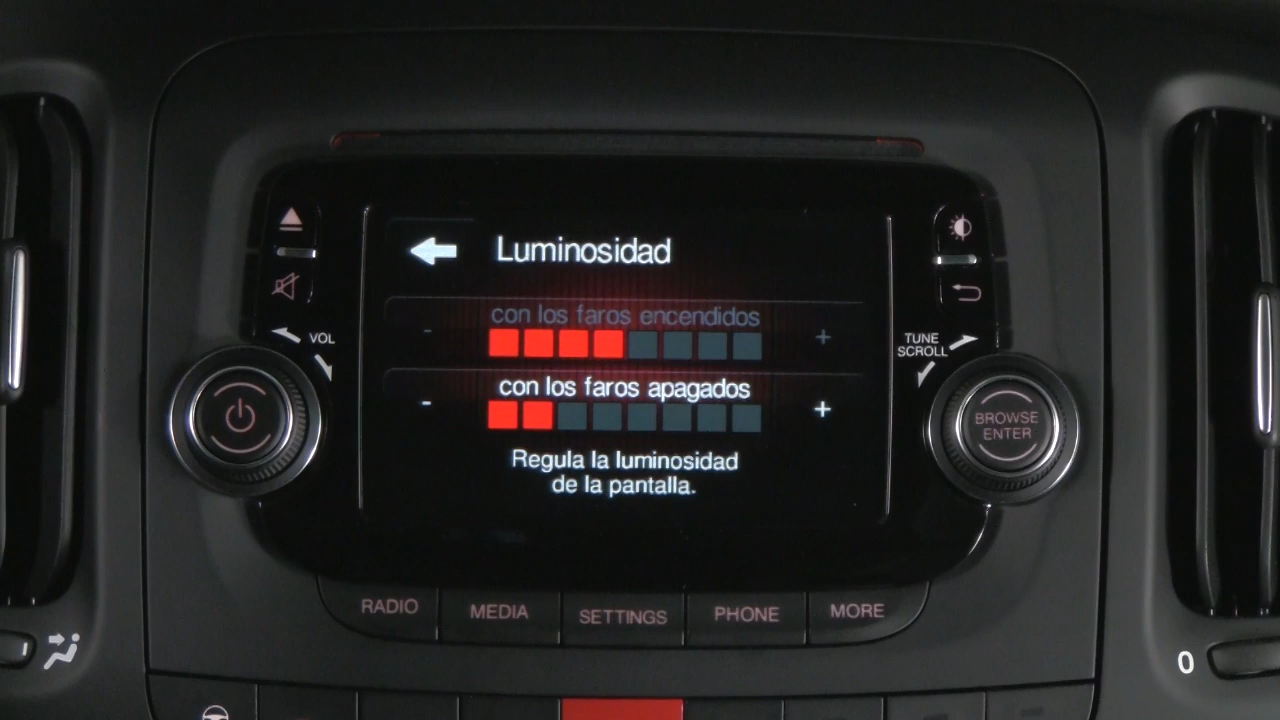 Luminosidad
con los faros encendidos
- +
con los faros apagados
- +
Regula la luminosidad
de la pantalla.
VOL
TUNE
SCROLL
BROWSE
ENTER
RADIO MEDIA SETTINGS PHONE MORE
0